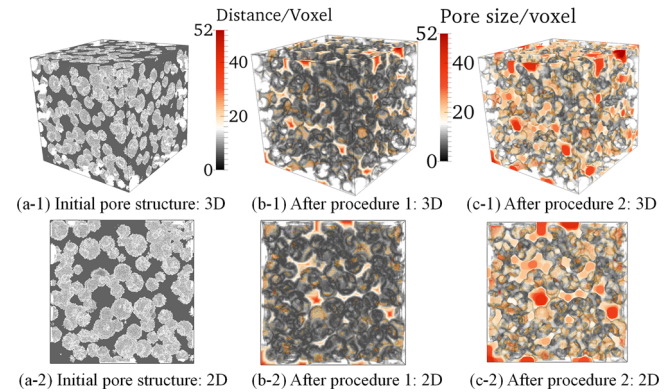 Distance/Voxel
52
40
20
0
Pore size/voxel
52
40
20
0
(a-1) Initial pore structure: 3D
(b-1) After procedure 1: 3D
(c-1) After procedure 2: 3D
(a-2) Initial pore structure: 2D
(b-2) After procedure 1: 2D
(c-2) After procedure 2: 2D